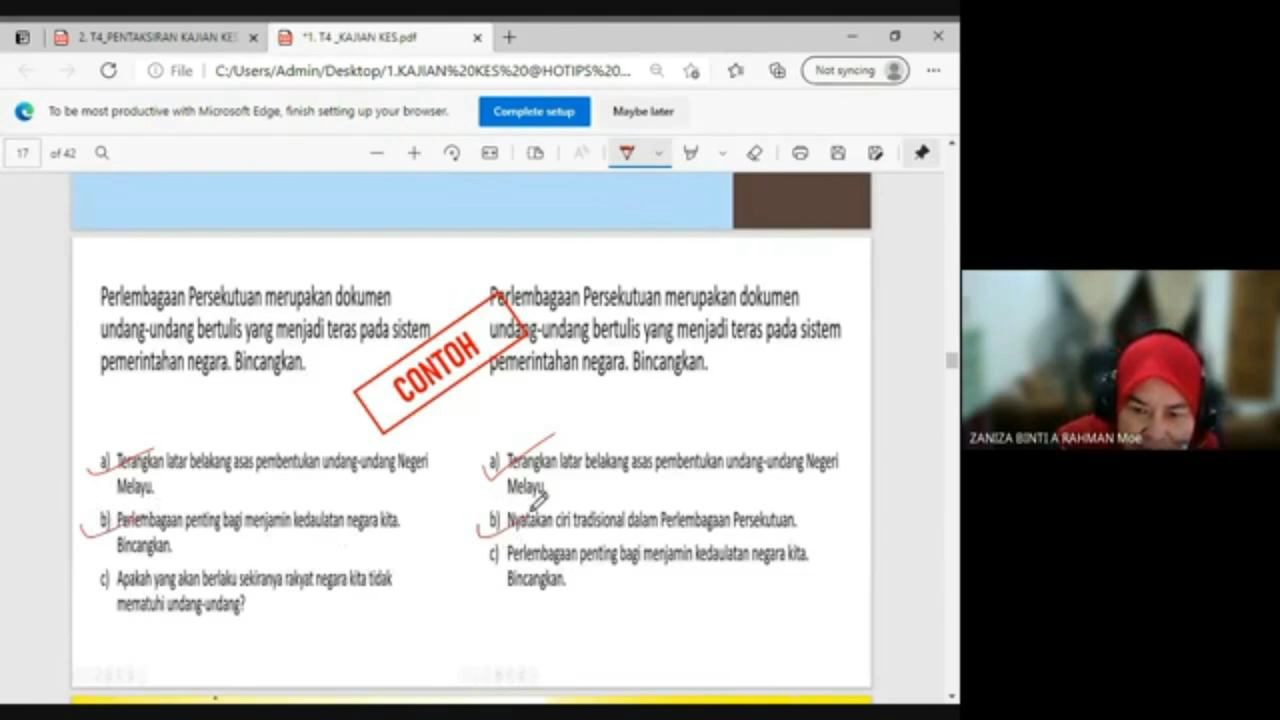 2. T4_PENTAKSIRAN KAJIAN KES
*1. T4 _KAJIAN KES.pdf
File
C:/Users/Admin/Desktop/1.KAJIAN%20KES%20@HOTIPS%20...
Not syncing
To be most productive with Microsoft Edge, finish setting up your browser.
Complete setup
Maybe later
17 of 42
Perlembagaan Persekutuan merupakan dokumen
undang-undang bertulis yang menjadi teras pada sistem
pemerintahan negara. Bincangkan.
CONTOH
a) Terangkan latar belakang asas pembentukan undang-undang Negeri
Melayu.
b) Perlembagaan penting bagi menjamin kedaulatan negara kita.
Bincangkan.
c) Apakah yang akan berlaku sekiranya rakyat negara kita tidak
mematuhi undang-undang?
Perlembagaan Persekutuan merupakan dokumen
undang-undang bertulis yang menjadi teras pada sistem
pemerintahan negara. Bincangkan.
a) Terangkan latar belakang asas pembentukan undang-undang Negeri
Melayu.
b) Nyatakan ciri tradisional dalam Perlembagaan Persekutuan.
c) Perlembagaan penting bagi menjamin kedaulatan negara kita.
Bincangkan.
ZANIZA BINTI A RAHMAN Moe